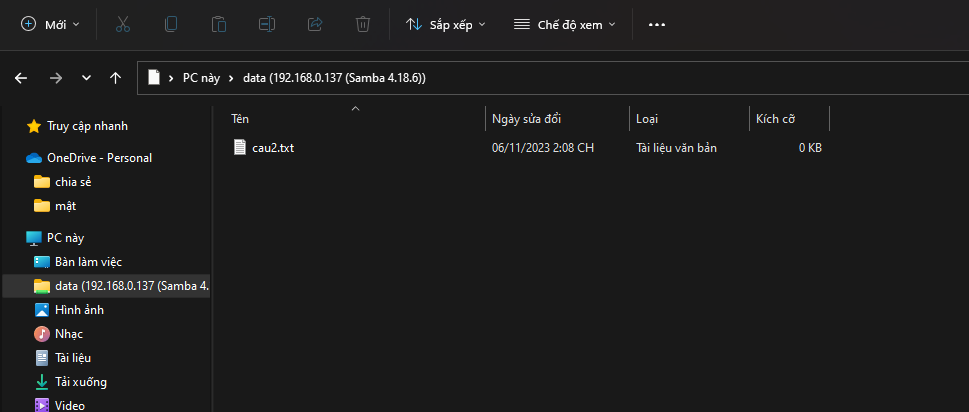 Mới Sắp xếp Chế độ xem
PC này data (192.168.0.137 (Samba 4.18.6))
Truy cập nhanh
OneDrive - Personal
chia sẻ
mật
PC này
Bàn làm việc
data (192.168.0.137 (Samba 4.
Hình ảnh
Nhạc
Tài liệu
Tải xuống
Video
Tên Ngày sửa đổi Loại Kích cỡ
cau2.txt 06/11/2023 2:08 CH Tài liệu văn bản 0 KB